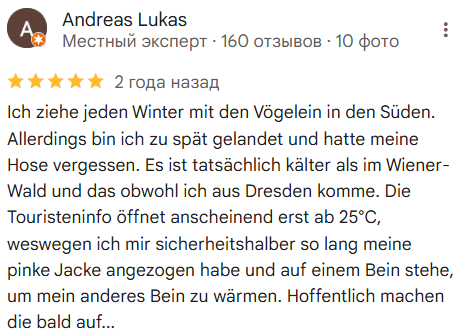 A
Andreas Lukas
Местный эксперт · 160 отзывов · 10 фото
2 года назад
Ich ziehe jeden Winter mit den Vögelein in den Süden.
Allerdings bin ich zu spät gelandet und hatte meine
Hose vergessen. Es ist tatsächlich kälter als im Wiener-
Wald und das obwohl ich aus Dresden komme. Die
Touristeninfo öffnet anscheinend erst ab 25°C,
weswegen ich mir sicherheitshalber so lang meine
pinke Jacke angezogen habe und auf einem Bein stehe,
um mein anderes Bein zu wärmen. Hoffentlich machen
die bald auf...